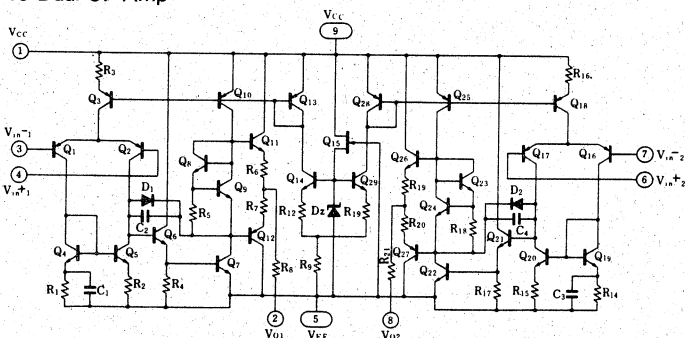 Vcc
Vcc
1
9
R3
R16
Q3
Q10
Q13
Q28
Q25
Q18
Vin-1
3
Q1
Q2
Q11
Q15
Q17
Q16
7
Vin-2
4
Vin+1
Q8
R6
Q26
Q23
6
Vin+2
Q9
Q14
Q29
R19
Q24
D1
R5
R7
R12
Dz
R19
R20
R18
D2
C2
Q6
Q12
C4
Q4
Q5
Q7
R8
R9
R21
Q27
Q22
Q21
Q20
Q19
R1
C1
R2
R4
R17
R15
C3
R14
2
5
8
VO1
VEE
VO2